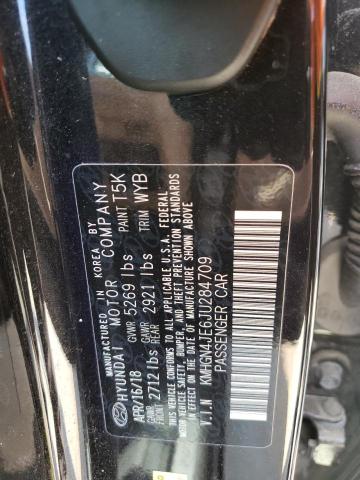 MANUFACTURED IN KOREA BY
HYUNDAI MOTOR COMPANY
APR/16/18 GVWR 5269 lbs PAINT T5K
GAWR FRONT 2712 lbs GAWR REAR 2921 lbs TRIM WYB
THIS VEHICLE CONFORMS TO ALL APPLICABLE U.S.A. FEDERAL
MOTOR VEHICLE SAFETY, BUMPER, AND THEFT PREVENTION
STANDARDS IN EFFECT ON THE DATE OF MANUFACTURE SHOWN ABOVE.
V.I.N KMHGN4JE6JU284709
PASSENGER CAR